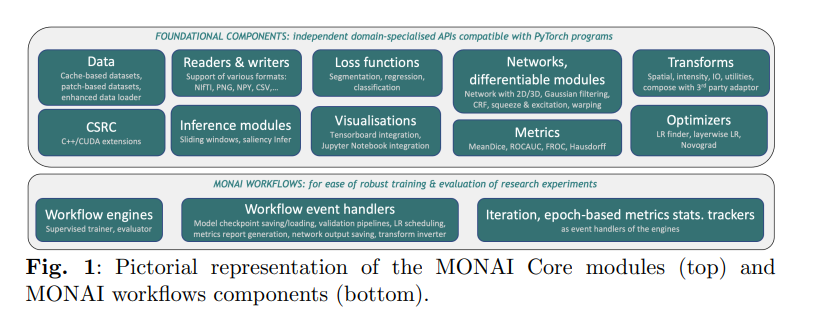 FOUNDATIONAL COMPONENTS: independent domain-specialised APIs compatible with PyTorch programs
Data
Cache-based datasets,
patch-based datasets,
enhanced data loader
Readers & writers
Support of various formats:
NIfTI, PNG, NPY, CSV,...
Loss functions
Segmentation, regression,
classification
Networks,
differentiable modules
Network with 2D/3D, Gaussian filtering,
CRF, squeeze & excitation, warping
Transforms
Spatial, intensity, IO, utilities,
compose with 3rd party adaptor
CSRC
C++/CUDA extensions
Inference modules
Sliding windows, saliency infer
Visualisations
Tensorboard integration,
Jupyter Notebook integration
Metrics
MeanDice, ROCAUC, FROC, Hausdorff
Optimizers
LR finder, layerwise LR,
Novograd
MONAI WORKFLOWS: for ease of robust training & evaluation of research experiments
Workflow engines
Supervised trainer, evaluator
Workflow event handlers
Model checkpoint saving/loading, validation pipelines, LR scheduling,
metrics report generation, network output saving, transform inverter
Iteration, epoch-based metrics stats. trackers
as event handlers of the engines
Fig. 1: Pictorial representation of the MONAI Core modules (top) and
MONAI workflows components (bottom).